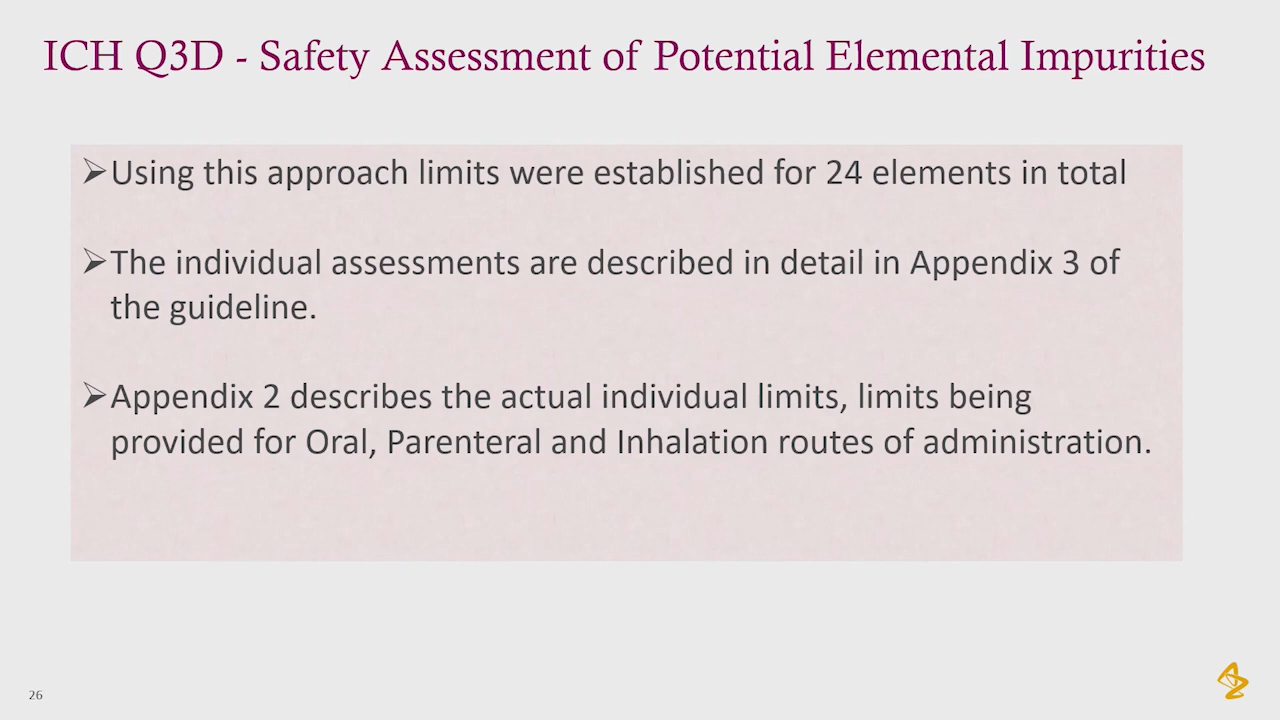 ICH Q3D - Safety Assessment of Potential Elemental Impurities
➢Using this approach limits were established for 24 elements in total
➢The individual assessments are described in detail in Appendix 3 of
the guideline.
➢Appendix 2 describes the actual individual limits, limits being
provided for Oral, Parenteral and Inhalation routes of administration.
26